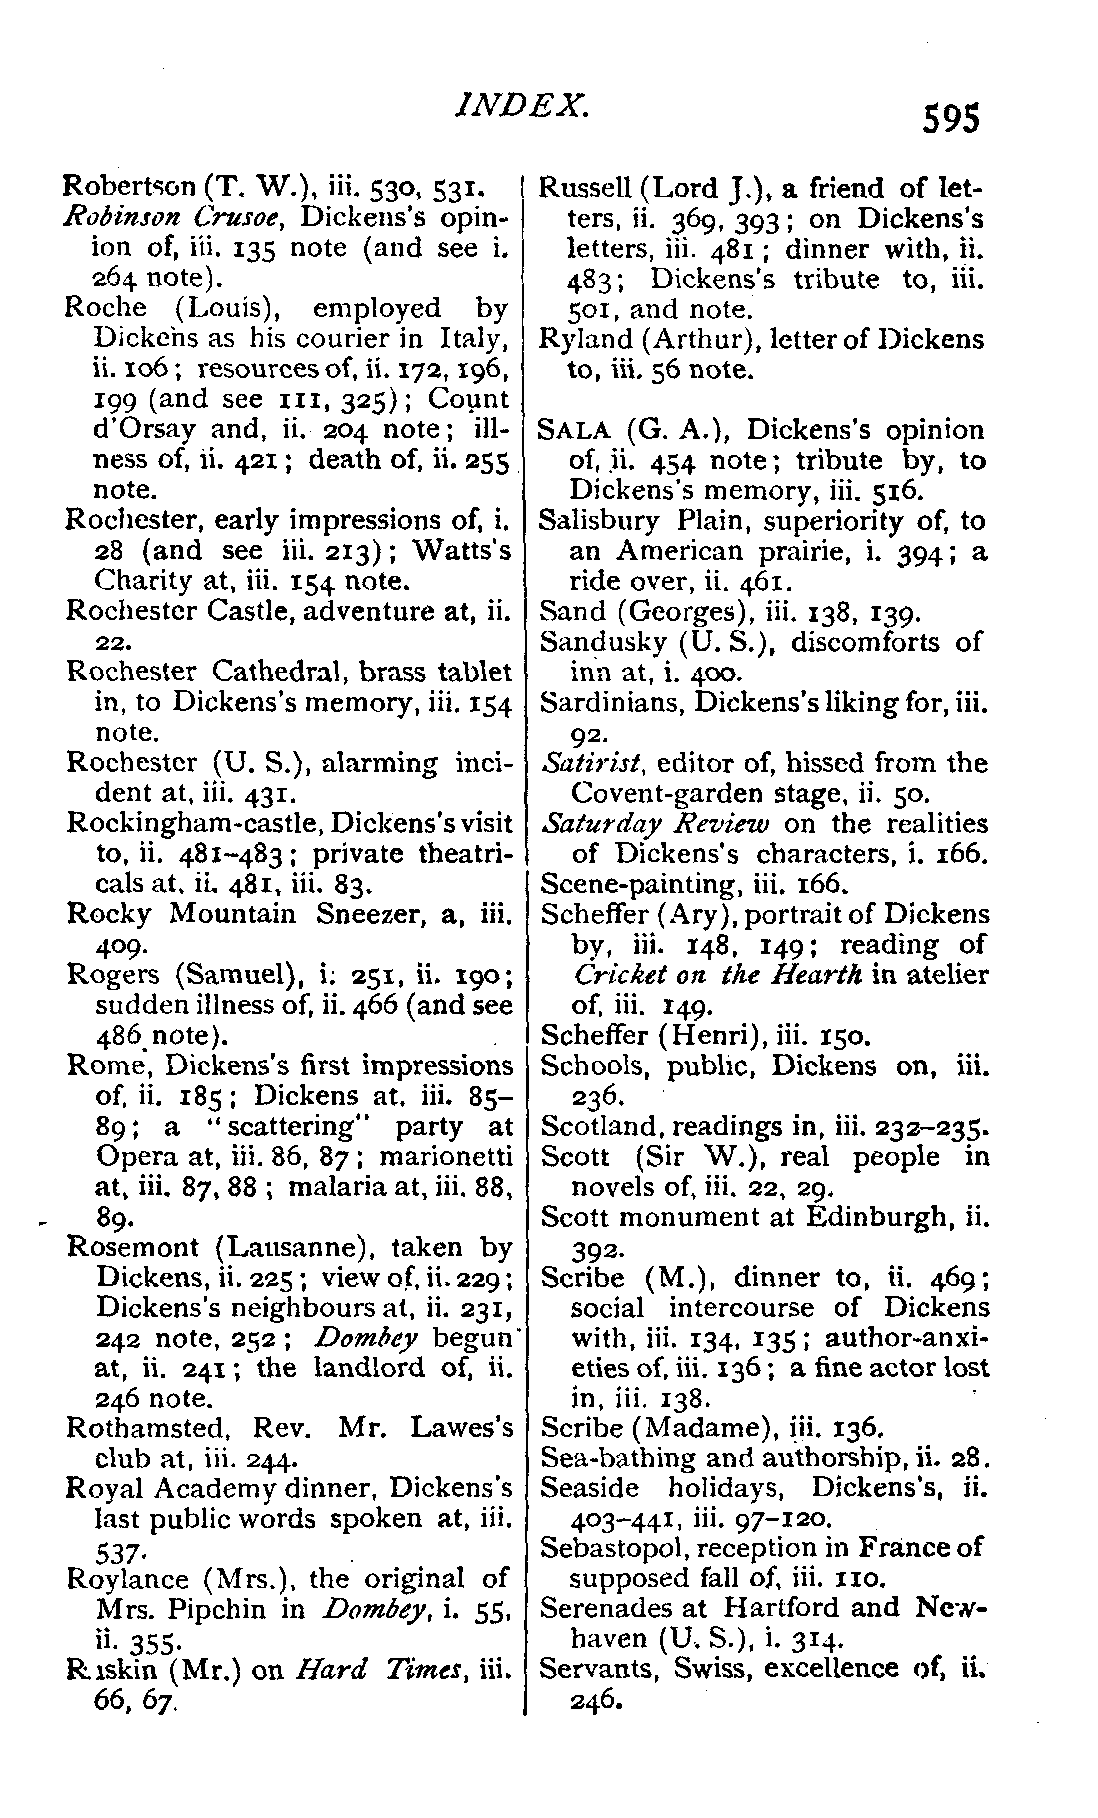 INDEX.
595
Robertson (T. W.), iii. 530, 531.
Robinson Crusoe, Dickens's opin-
ion of, iii. 135 note (and see i.
264 note).
Roche (Louis), employed by
Dickens as his courier in Italy,
ii. 106; resources of, ii. 172, 196,
199 (and see 111, 325); Count
d'Orsay and, ii. 204 note; ill-
ness of, ii. 421; death of, ii. 255
note.
Rochester, early impressions of, i.
28 (and see iii. 213); Watts's
Charity at, iii. 154 note.
Rochester Castle, adventure at, ii.
22.
Rochester Cathedral, brass tablet
in, to Dickens's memory, iii. 154
note.
Rochester (U. S.), alarming inci-
dent at, iii. 431.
Rockingham-castle, Dickens's visit
to, ii. 481–483; private theatri-
cals at, ii. 481, iii. 83.
Rocky Mountain Sneezer, a, iii.
409.
Rogers (Samuel), i. 251, ii. 190;
sudden illness of, ii. 466 (and see
486 note).
Rome, Dickens's first impressions
of, ii. 185; Dickens at, iii. 85–
89; a "scattering" party at
Opera at, iii. 86, 87; marionetti
at, iii. 87, 88; malaria at, iii. 88,
89.
Rosemont (Lausanne), taken by
Dickens, ii. 225; view of, ii. 229;
Dickens's neighbours at, ii. 231,
242 note, 252; Dombey begun
at, ii. 241; the landlord of, ii.
246 note.
Rothamsted, Rev. Mr. Lawes's
club at, iii. 244.
Royal Academy dinner, Dickens's
last public words spoken at, iii.
537.
Roylance (Mrs.), the original of
Mrs. Pipchin in Dombey, i. 55,
ii. 355.
Ruskin (Mr.) on Hard Times, iii.
66, 67.
Russell (Lord J.), a friend of let-
ters, ii. 369, 393; on Dickens's
letters, iii. 481; dinner with, ii.
483; Dickens's tribute to, iii.
501, and note.
Ryland (Arthur), letter of Dickens
to, iii. 56 note.
SALA (G. A.), Dickens's opinion
of, ii. 454 note; tribute by, to
Dickens's memory, iii. 516.
Salisbury Plain, superiority of, to
an American prairie, i. 394; a
ride over, ii. 461.
Sand (Georges), iii. 138, 139.
Sandusky (U. S.), discomforts of
inn at, i. 400.
Sardinians, Dickens's liking for, iii.
92.
Satirist, editor of, hissed from the
Covent-garden stage, ii. 50.
Saturday Review on the realities
of Dickens's characters, i. 166.
Scene-painting, iii. 166.
Scheffer (Ary), portrait of Dickens
by, iii. 148, 149; reading of
Cricket on the Hearth in atelier
of, iii. 149.
Scheffer (Henri), iii. 150.
Schools, public, Dickens on, iii.
236.
Scotland, readings in, iii. 232–235.
Scott (Sir W.), real people in
novels of, iii. 22, 29.
Scott monument at Edinburgh, ii.
392.
Scribe (M.), dinner to, ii. 469;
social intercourse of Dickens
with, iii. 134, 135; author-anxi-
eties of, iii. 136; a fine actor lost
in, iii. 138.
Scribe (Madame), iii. 136.
Sea-bathing and authorship, ii. 28.
Seaside holidays, Dickens's, ii.
403–441, iii. 97–120.
Sebastopol, reception in France of
supposed fall of, iii. 110.
Serenades at Hartford and New-
haven (U. S.), i. 314.
Servants, Swiss, excellence of, ii.
246.